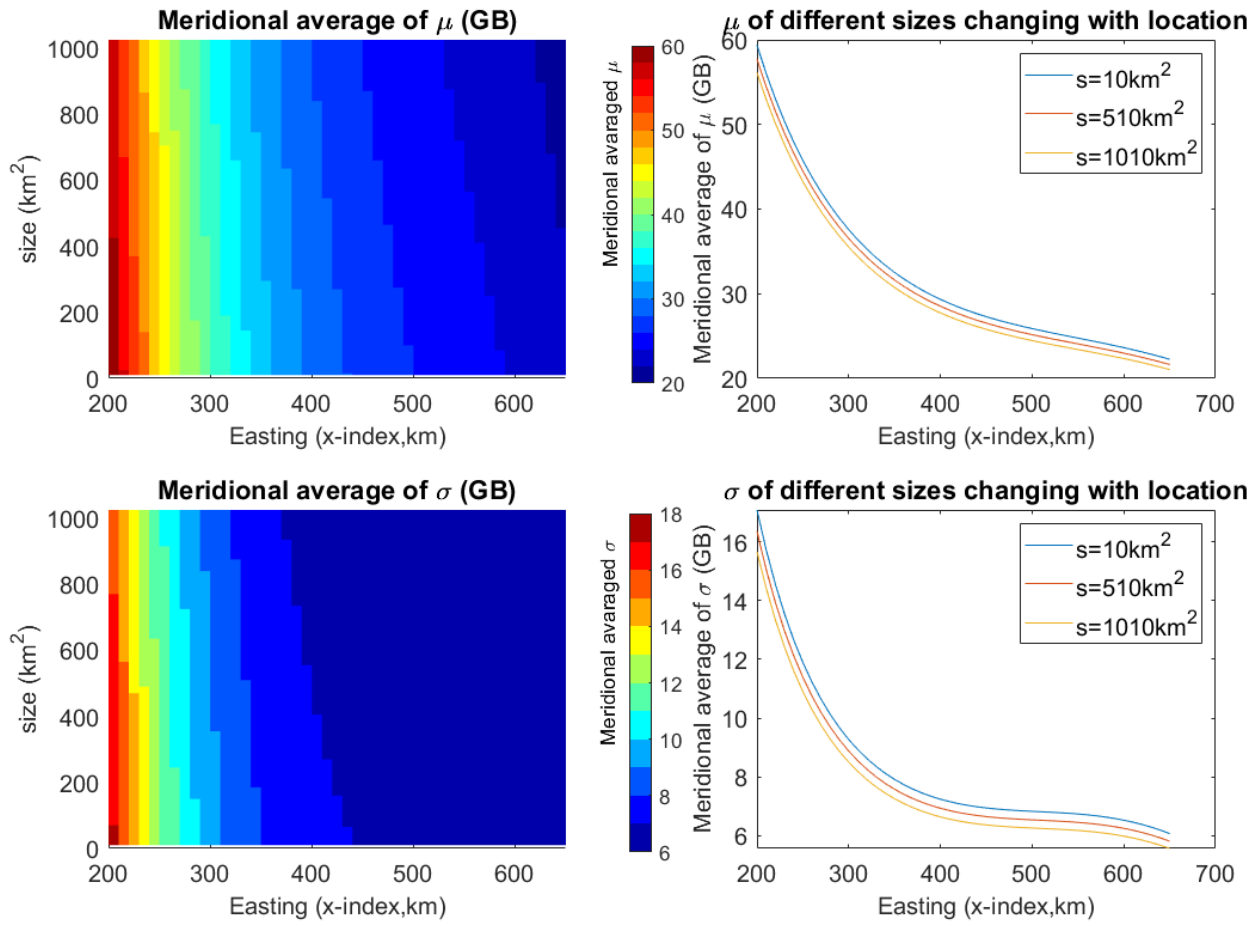 Meridional average of μ (GB)
1000
800
600
400
200
0
size (km²)
200
300
400
500
600
Easting (x-index,km)
60
50
40
30
20
Meridional avaraged μ
μ of different sizes changing with location
60
50
40
30
20
Meridional average of μ (GB)
s=10km²
s=510km²
s=1010km²
200
300
400
500
600
700
Easting (x-index,km)
Meridional average of σ (GB)
1000
800
600
400
200
0
size (km²)
200
300
400
500
600
Easting (x-index,km)
18
16
14
12
10
8
6
Meridional avaraged σ
σ of different sizes changing with location
16
14
12
10
8
6
Meridional average of σ (GB)
s=10km²
s=510km²
s=1010km²
200
300
400
500
600
700
Easting (x-index,km)